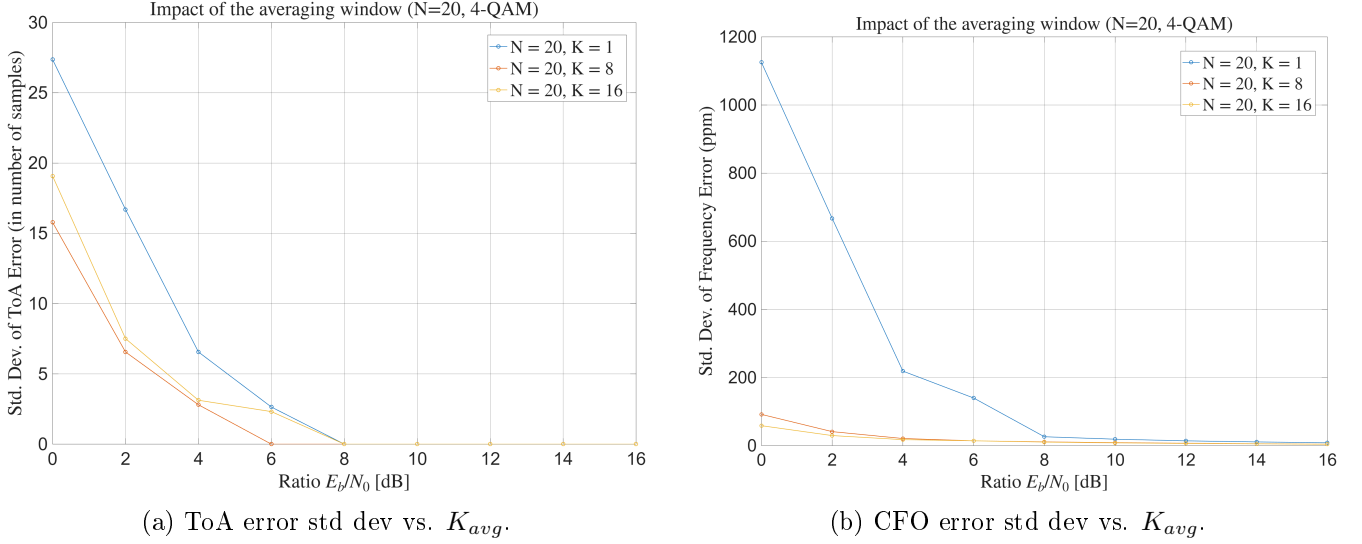 Impact of the averaging window (N=20, 4-QAM)
Std. Dev. of ToA Error (in number of samples)
30
25
20
15
10
5
0
N = 20, K = 1
N = 20, K = 8
N = 20, K = 16
0 2 4 6 8 10 12 14 16
Ratio E_b/N_0 [dB]
(a) ToA error std dev vs. K_{avg}.
Impact of the averaging window (N=20, 4-QAM)
Std. Dev. of Frequency Error (ppm)
1200
1000
800
600
400
200
0
N = 20, K = 1
N = 20, K = 8
N = 20, K = 16
0 2 4 6 8 10 12 14 16
Ratio E_b/N_0 [dB]
(b) CFO error std dev vs. K_{avg}.